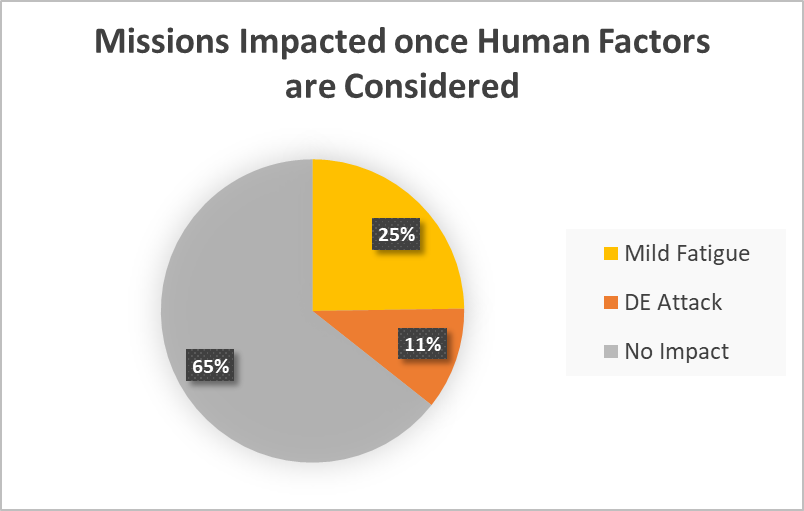 Missions Impacted once Human Factors
are Considered
25%
11%
65%
Mild Fatigue
DE Attack
No Impact